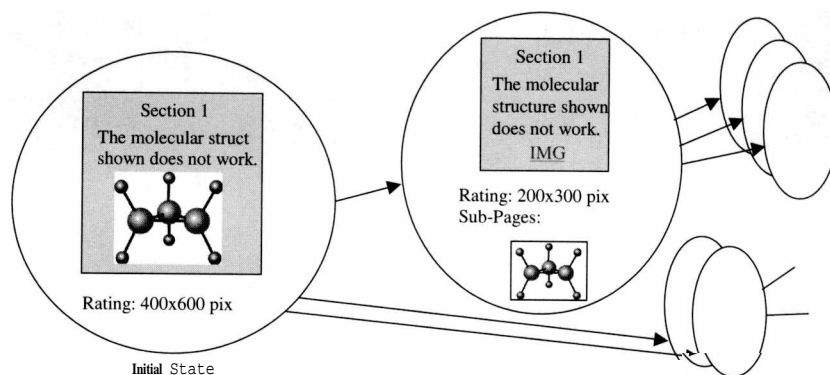 Section 1
The molecular struct
shown does not work.
Rating: 400x600 pix
Initial State
Section 1
The molecular
structure shown
does not work.
IMG
Rating: 200x300 pix
Sub-Pages: